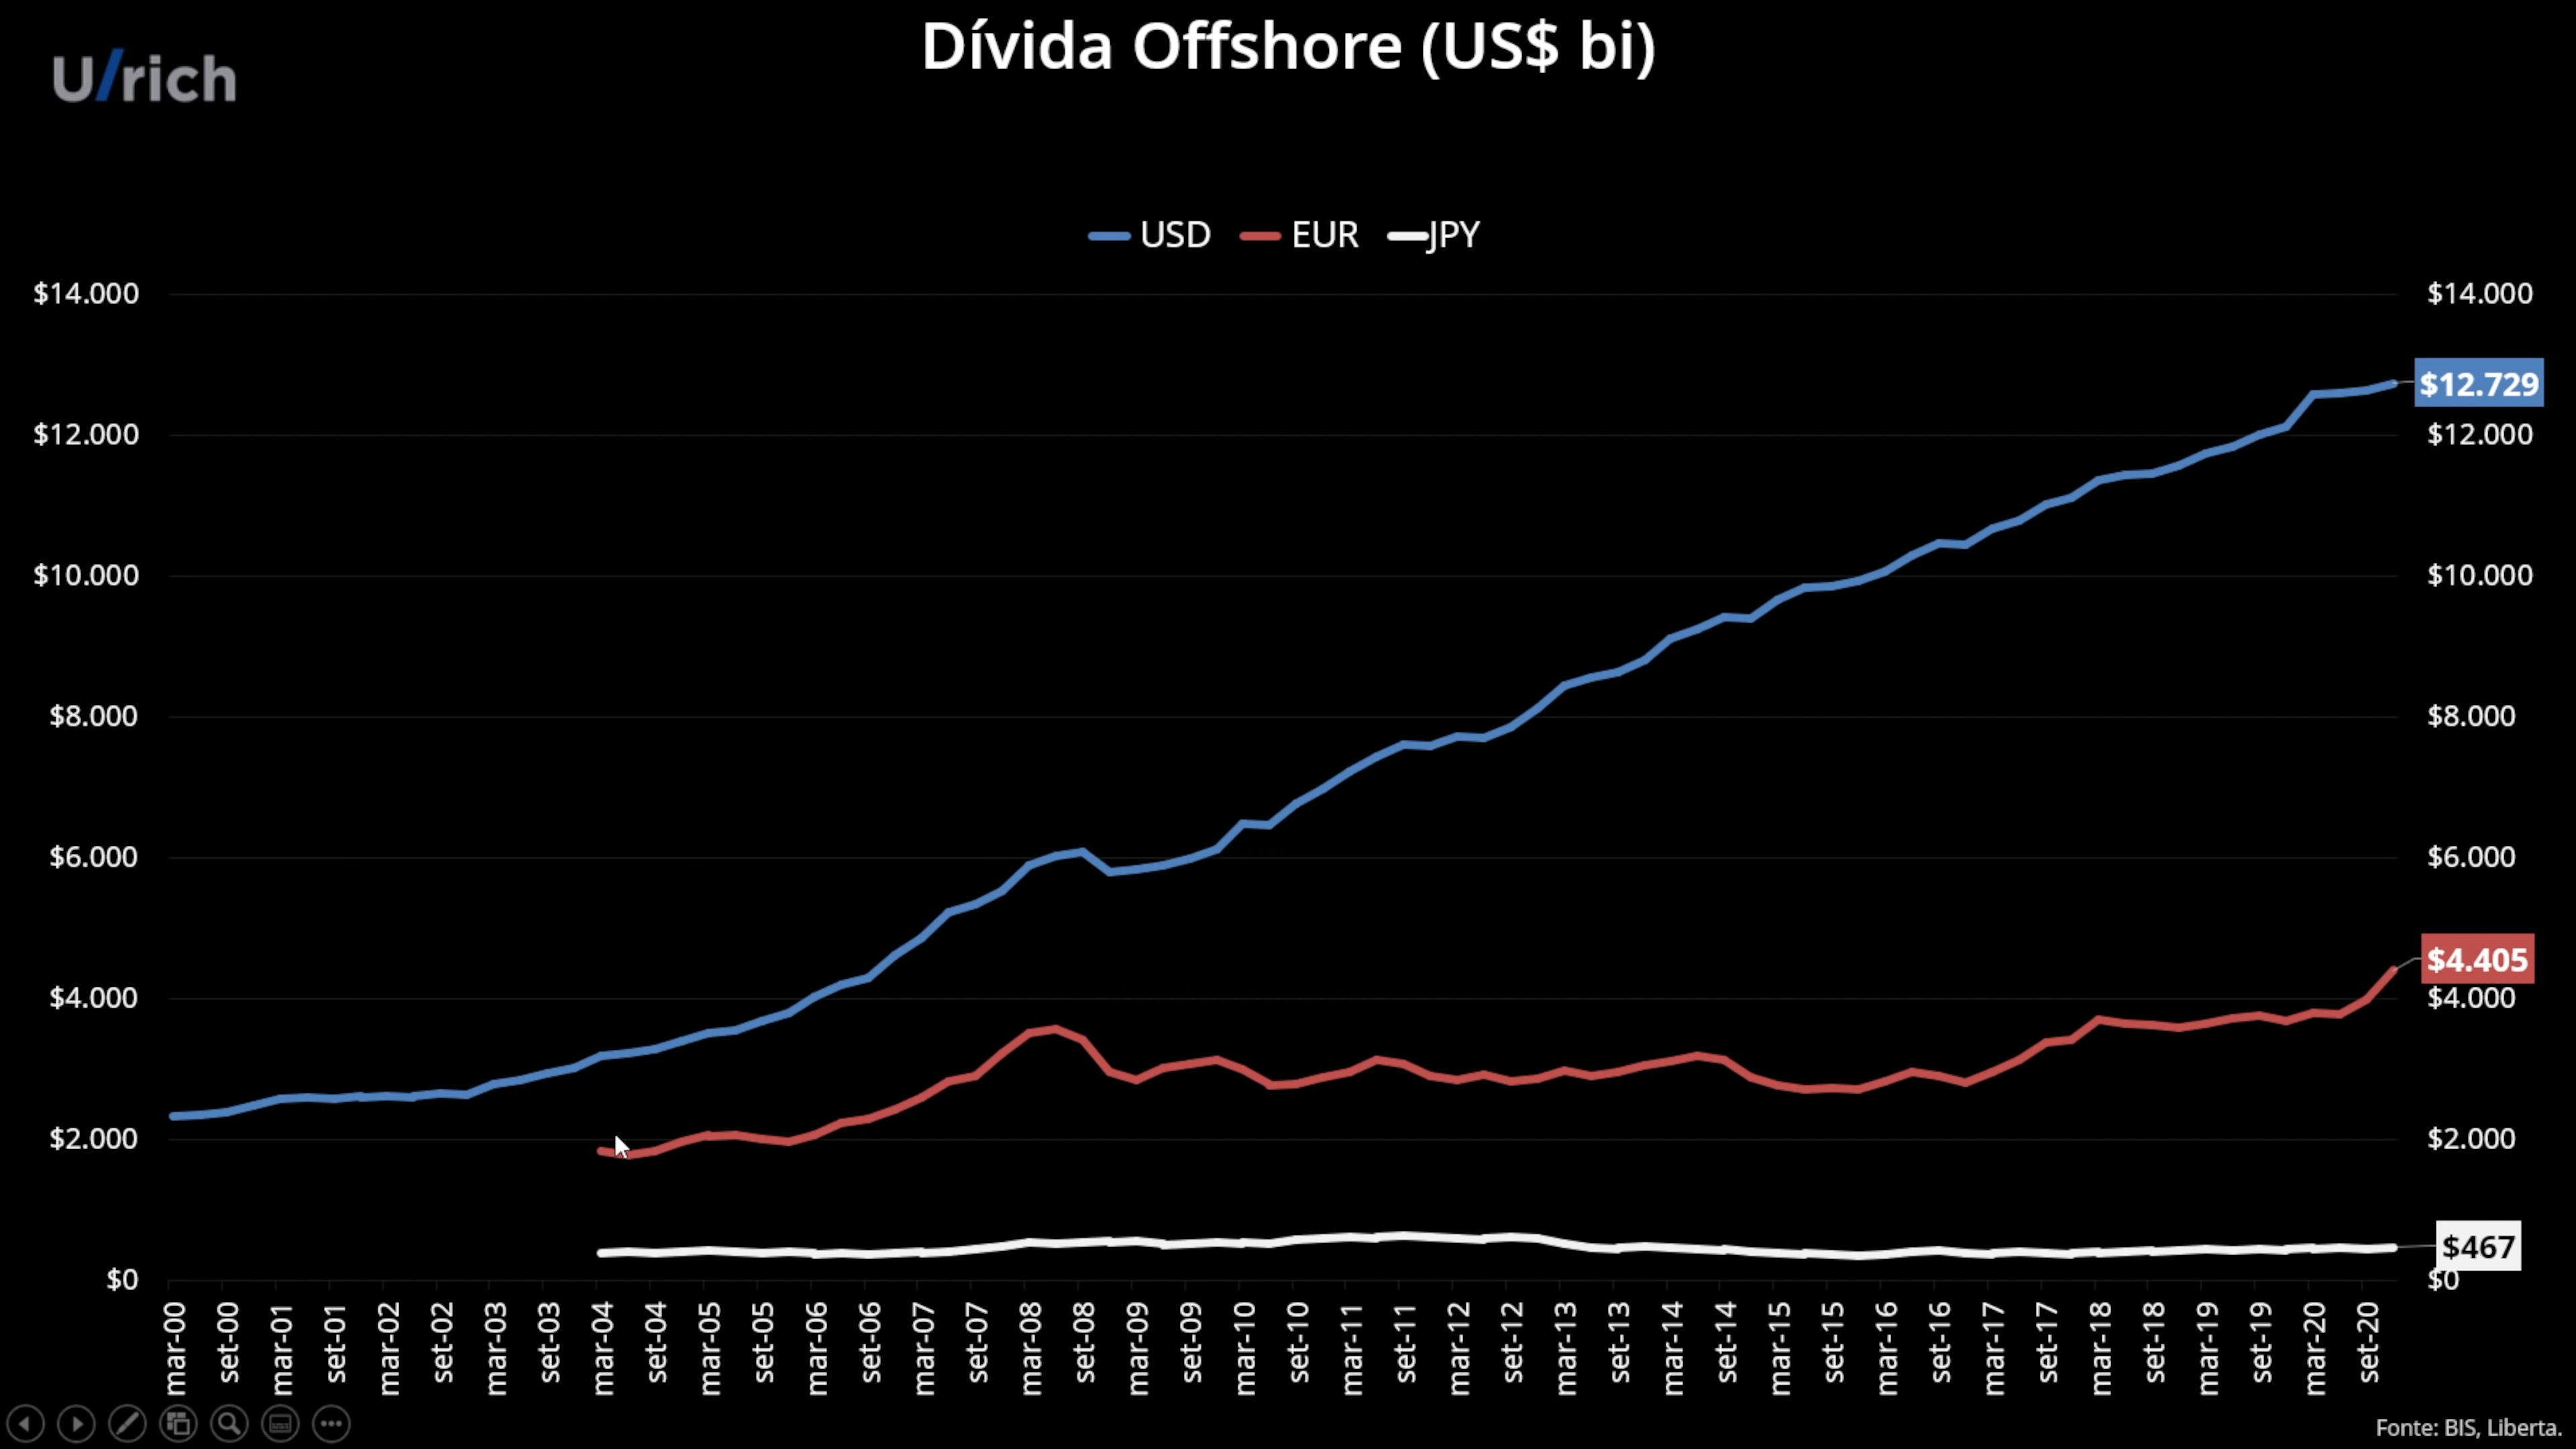 Dívida Offshore (US$ bi)
U/rich
USD EUR JPY
$14.000 $14.000
$12.729
$12.000 $12.000
$10.000 $10.000
$8.000 $8.000
$6.000 $6.000
$4.405
$4.000 $4.000
$2.000 $2.000
$467
$0 $0
mar-00 set-00 mar-01 set-01 mar-02 set-02 mar-03 set-03 mar-04 set-04 mar-05 set-05 mar-06 set-06 mar-07 set-07 mar-08 set-08 mar-09 set-09 mar-10 set-10 mar-11 set-11 mar-12 set-12 mar-13 set-13 mar-14 set-14 mar-15 set-15 mar-16 set-16 mar-17 set-17 mar-18 set-18 mar-19 set-19 mar-20 set-20
Fonte: BIS, Liberta.